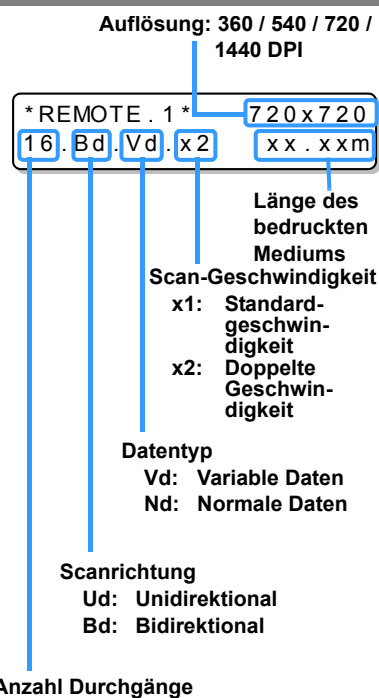 Auflösung: 360 / 540 / 720 /
1440 DPI
*REMOTE.1* 720x720
16.Bd.Vd.x2 xx.xxm
Länge des
bedruckten
Mediums
Scan-Geschwindigkeit
x1: Standard-
geschwin-
digkeit
x2: Doppelte
Geschwin-
digkeit
Datentyp
Vd: Variable Daten
Nd: Normale Daten
Scanrichtung
Ud: Unidirektional
Bd: Bidirektional
Anzahl Durchgänge